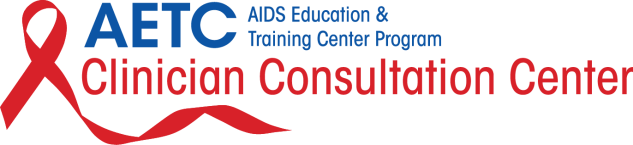 AETC
AIDS Education &
Training Center Program
Clinician Consultation Center